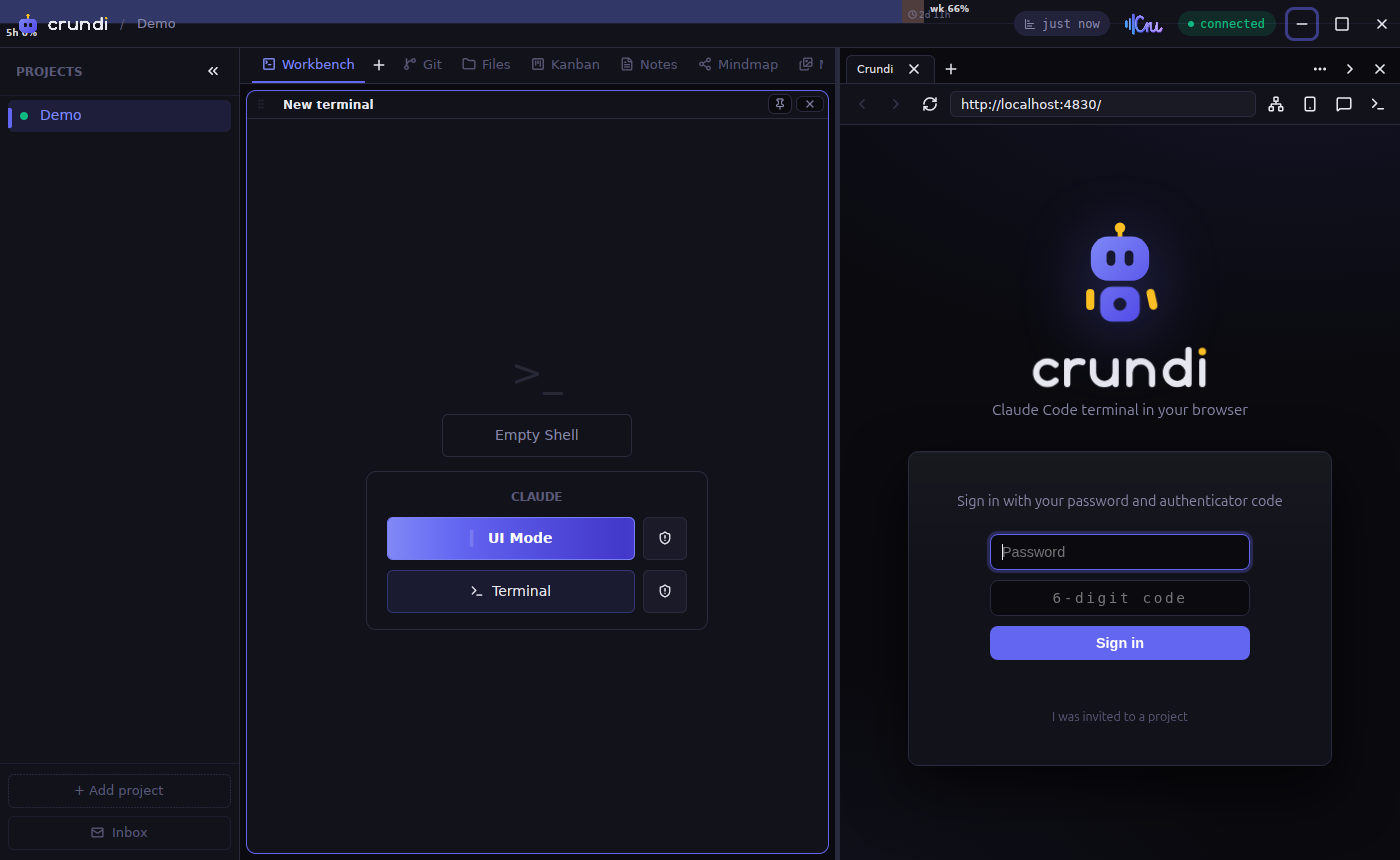 2d 11h
wk 66%
crundi / Demo
just now
Cru
connected
PROJECTS
Demo
+ Add project
Inbox
Workbench
Git
Files
Kanban
Notes
Mindmap
New terminal
>_
Empty Shell
CLAUDE
UI Mode
Terminal
Crundi
http://localhost:4830/
crundi
Claude Code terminal in your browser
Sign in with your password and authenticator code
Password
6-digit code
Sign in
I was invited to a project